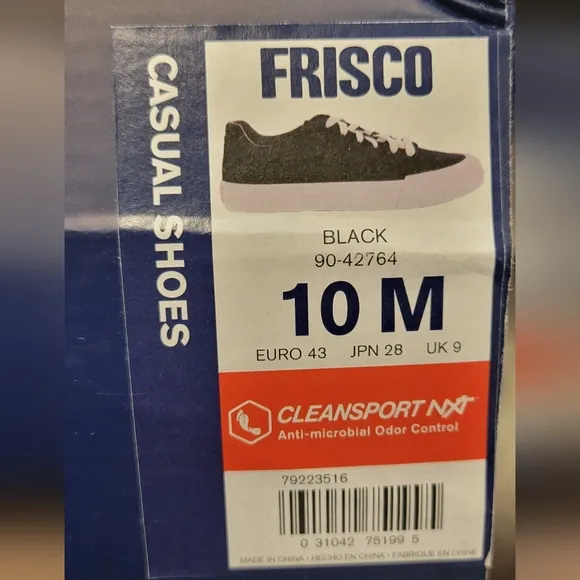 CASUAL SHOES
FRISCO
BLACK
90-42764
10 M
EURO 43 JPN 28 UK 9
CLEANSPORT NXT
Anti-microbial Odor Control
79223516
0 31042 75199 5
MADE IN CHINA • HECHO EN CHINA • FABRIQUE EN CHINE